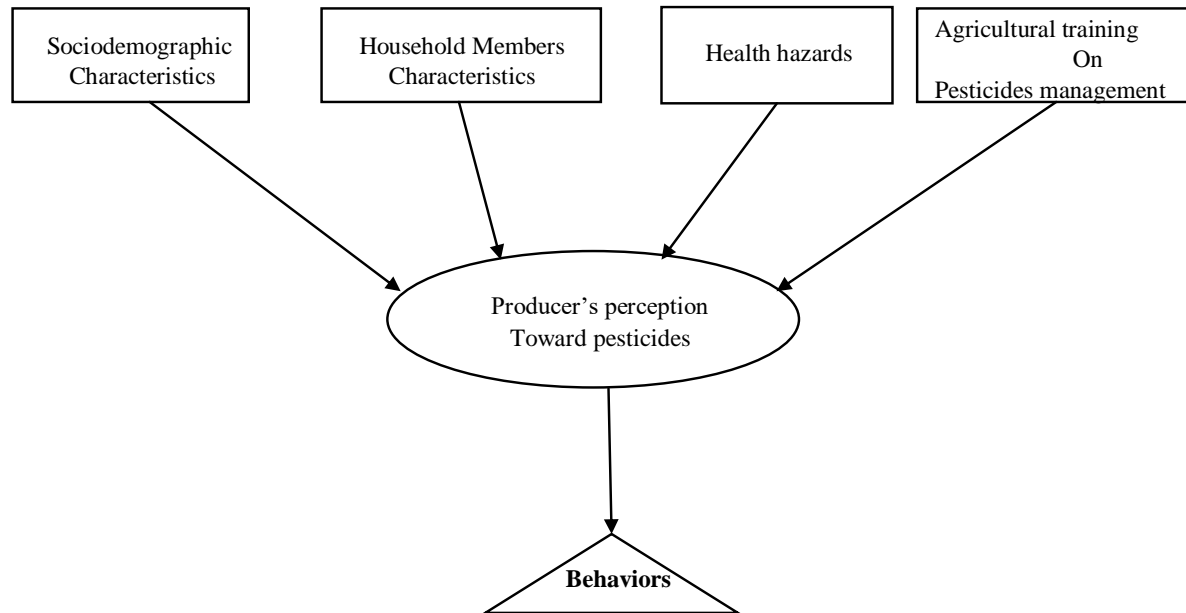 Sociodemographic
Characteristics
Household Members
Characteristics
Health hazards
Agricultural training
On
Pesticides management
Producer’s perception
Toward pesticides
Behaviors